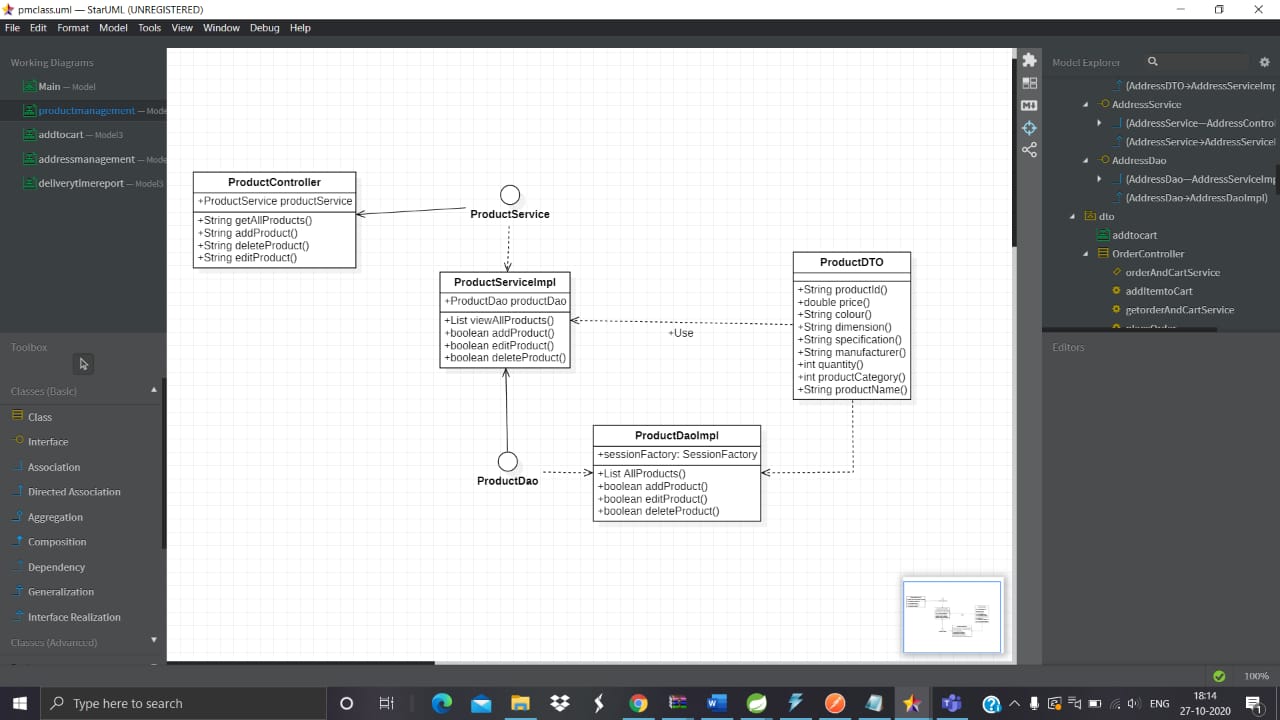 pmclass.uml — StarUML (UNREGISTERED)
File Edit Format Model Tools View Window Debug Help
Working Diagrams
Main — Model
productmanagement — Mode
addtocart — Model3
addressmanagement — Mode
deliverytimereport — Model3
Toolbox
Classes (Basic)
Class
Interface
Association
Directed Association
Aggregation
Composition
Dependency
Generalization
Interface Realization
Classes (Advanced)
ProductController
+ProductService productService
+String getAllProducts()
+String addProduct()
+String deleteProduct()
+String editProduct()
ProductService
ProductServiceImpl
+ProductDao productDao
+List viewAllProducts()
+boolean addProduct()
+boolean editProduct()
+boolean deleteProduct()
+Use
ProductDTO
+String productId()
+double price()
+String colour()
+String dimension()
+String specification()
+String manufacturer()
+int quantity()
+int productCategory()
+String productName()
ProductDao
ProductDaoImpl
+sessionFactory: SessionFactory
+List AllProducts()
+boolean addProduct()
+boolean editProduct()
+boolean deleteProduct()
Model Explorer
(AddressDTO→AddressServiceImp
AddressService
(AddressService—AddressContro
(AddressService→AddressService
AddressDao
(AddressDao—AddressServiceImp
(AddressDao→AddressDaoImpl)
dto
addtocart
OrderController
orderAndCartService
addItemtoCart
getorderAndCartService
Editors
100%
Type here to search
ENG
18:14
27-10-2020